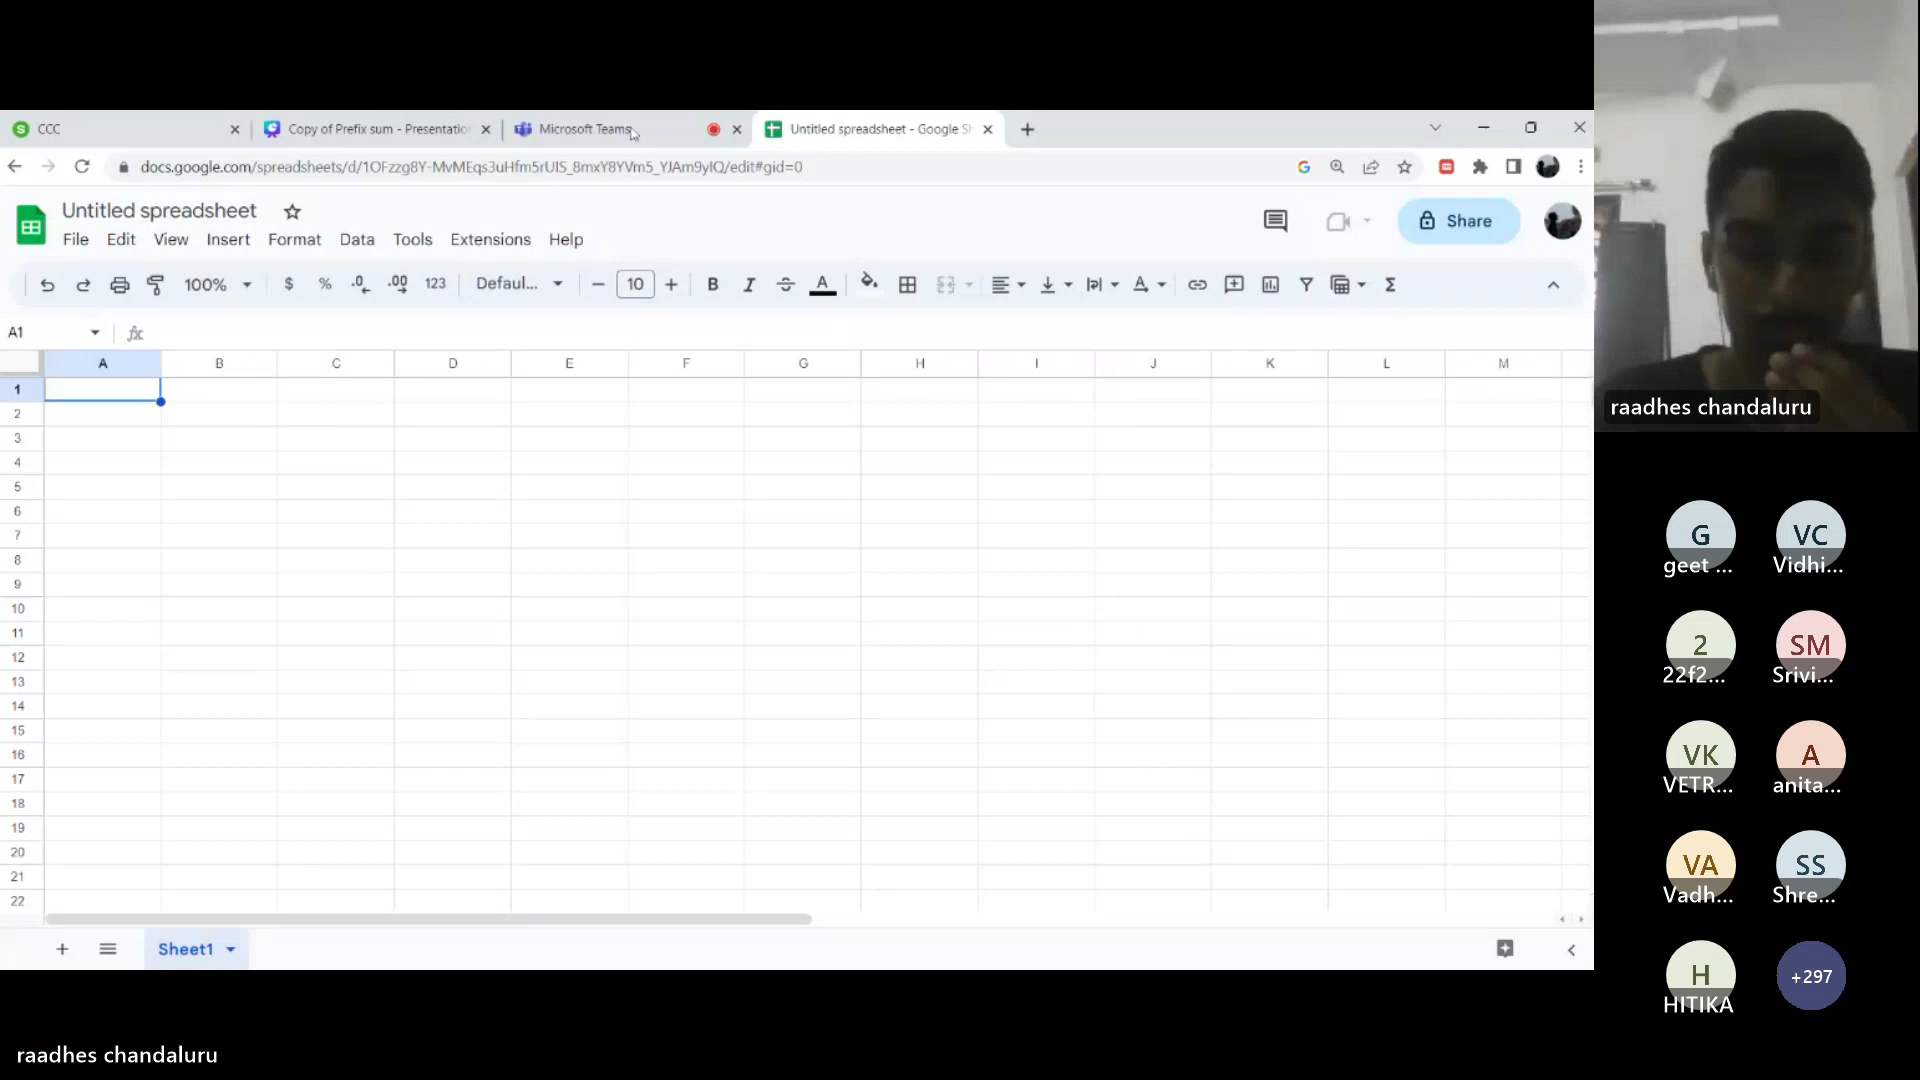 CCC
Copy of Prefix sum - Presentatio
Microsoft Teams
Untitled spreadsheet - Google Sh
docs.google.com/spreadsheets/d/1OFzzg8Y-MvMEqs3uHfm5rUIS_8mxY8YVm5_YJAm9yIQ/edit#gid=0
Untitled spreadsheet
File Edit View Insert Format Data Tools Extensions Help
Share
100% $ % .0 .00 123 Defaul... 10 B I A Σ
A1 fx
A B C D E F G H I J K L M
1
2
3
4
5
6
7
8
9
10
11
12
13
14
15
16
17
18
19
20
21
22
Sheet1
raadhes chandaluru
G VC
geet ... Vidhi...
2 SM
22f2... Srivi...
VK A
VETR... anita...
VA SS
Vadh... Shre...
H +297
HITIKA
raadhes chandaluru